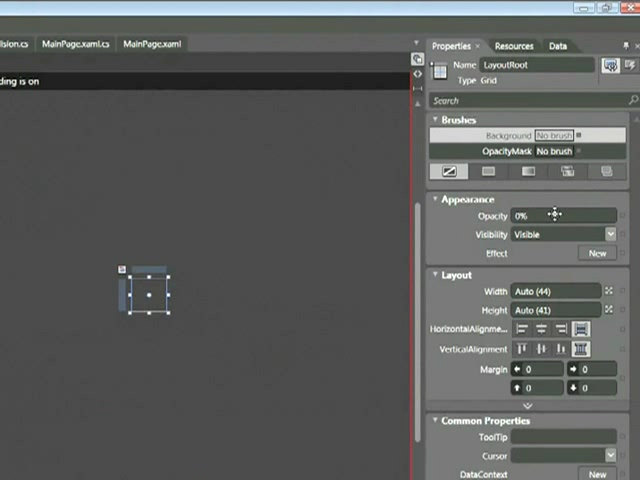 ision.cs MainPage.xaml.cs MainPage.xaml
ding is on
Properties × Resources Data
Name LayoutRoot
Type Grid
Search
Brushes
Background No brush
OpacityMask No brush
Appearance
Opacity 0%
Visibility Visible
Effect New
Layout
Width Auto (44)
Height Auto (41)
HorizontalAlignme...
VerticalAlignment
Margin 0 0
0 0
Common Properties
ToolTip
Cursor
DataContext New